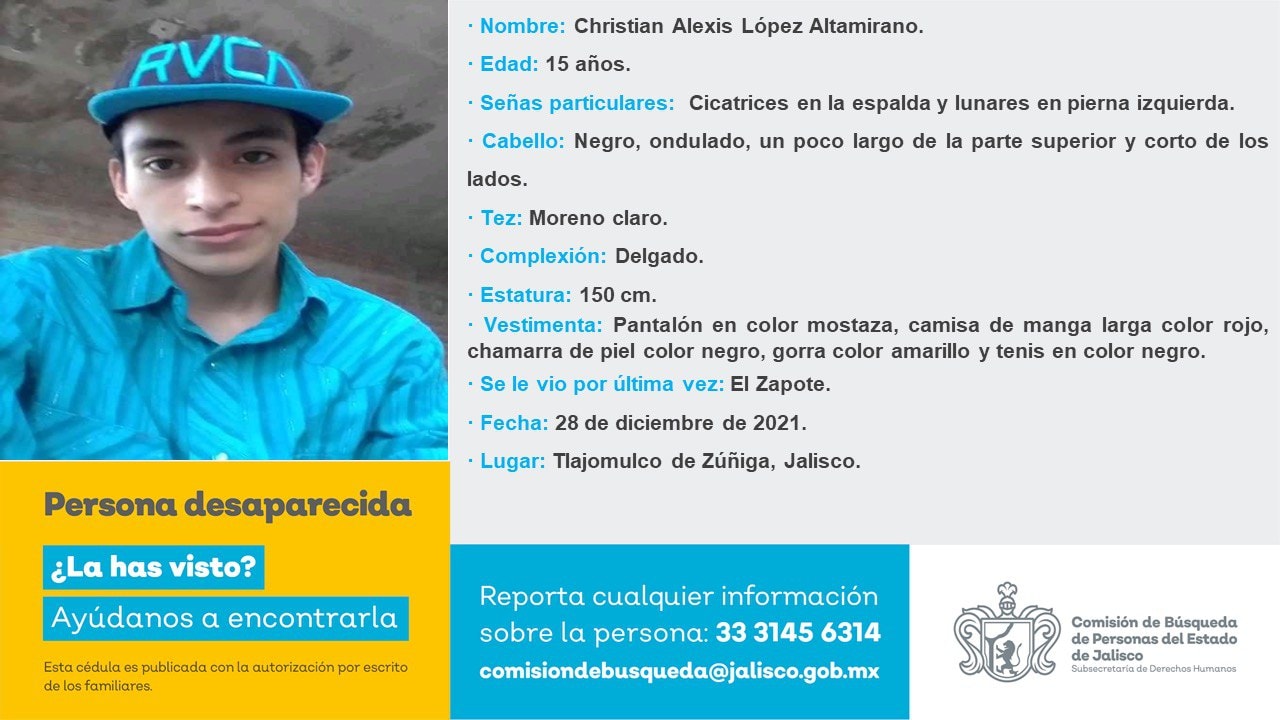 RVCA
· Nombre: Christian Alexis López Altamirano.
· Edad: 15 años.
· Señas particulares: Cicatrices en la espalda y lunares en pierna izquierda.
· Cabello: Negro, ondulado, un poco largo de la parte superior y corto de los
lados.
· Tez: Moreno claro.
· Complexión: Delgado.
· Estatura: 150 cm.
· Vestimenta: Pantalón en color mostaza, camisa de manga larga color rojo,
chamarra de piel color negro, gorra color amarillo y tenis en color negro.
· Se le vio por última vez: El Zapote.
· Fecha: 28 de diciembre de 2021.
· Lugar: Tlajomulco de Zúñiga, Jalisco.
Persona desaparecida
¿La has visto?
Ayúdanos a encontrarla
Esta cédula es publicada con la autorización por escrito
de los familiares.
Reporta cualquier información
sobre la persona: 33 3145 6314
comisiondebusqueda@jalisco.gob.mx
Comisión de Búsqueda
de Personas del Estado
de Jalisco
Subsecretaría de Derechos Humanos